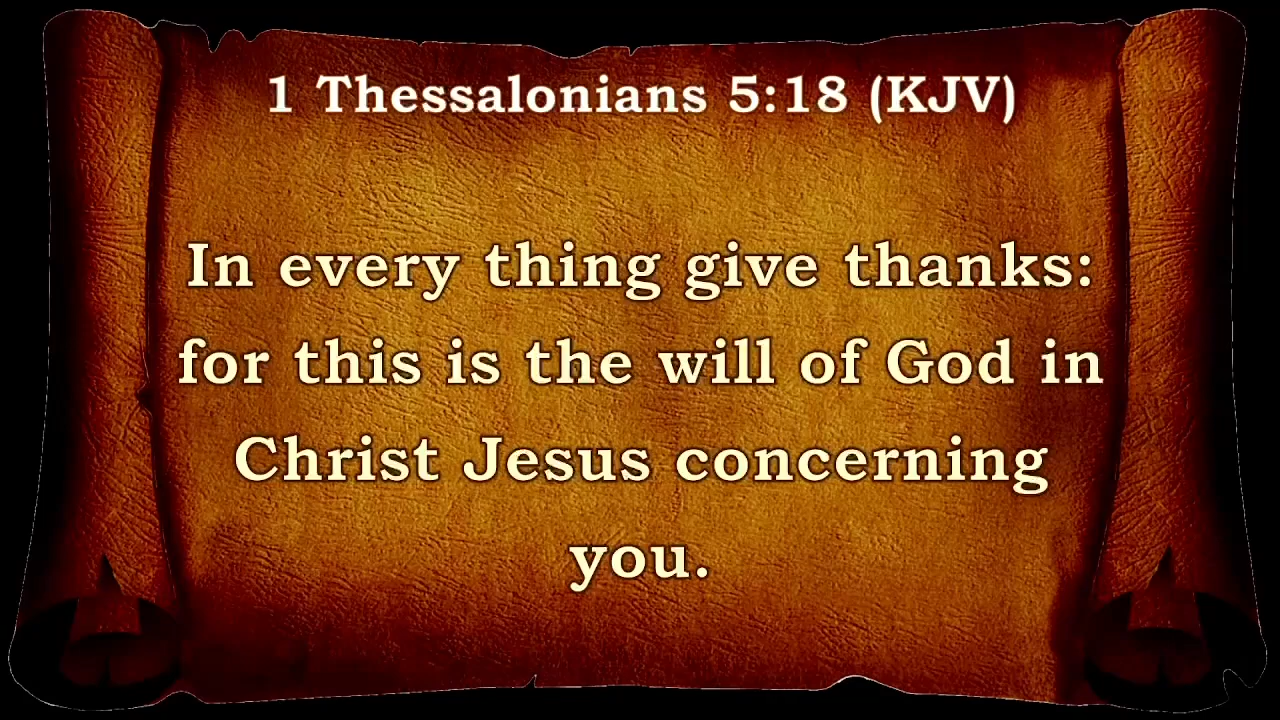 1 Thessalonians 5:18 (KJV)
In every thing give thanks:
for this is the will of God in
Christ Jesus concerning
you.